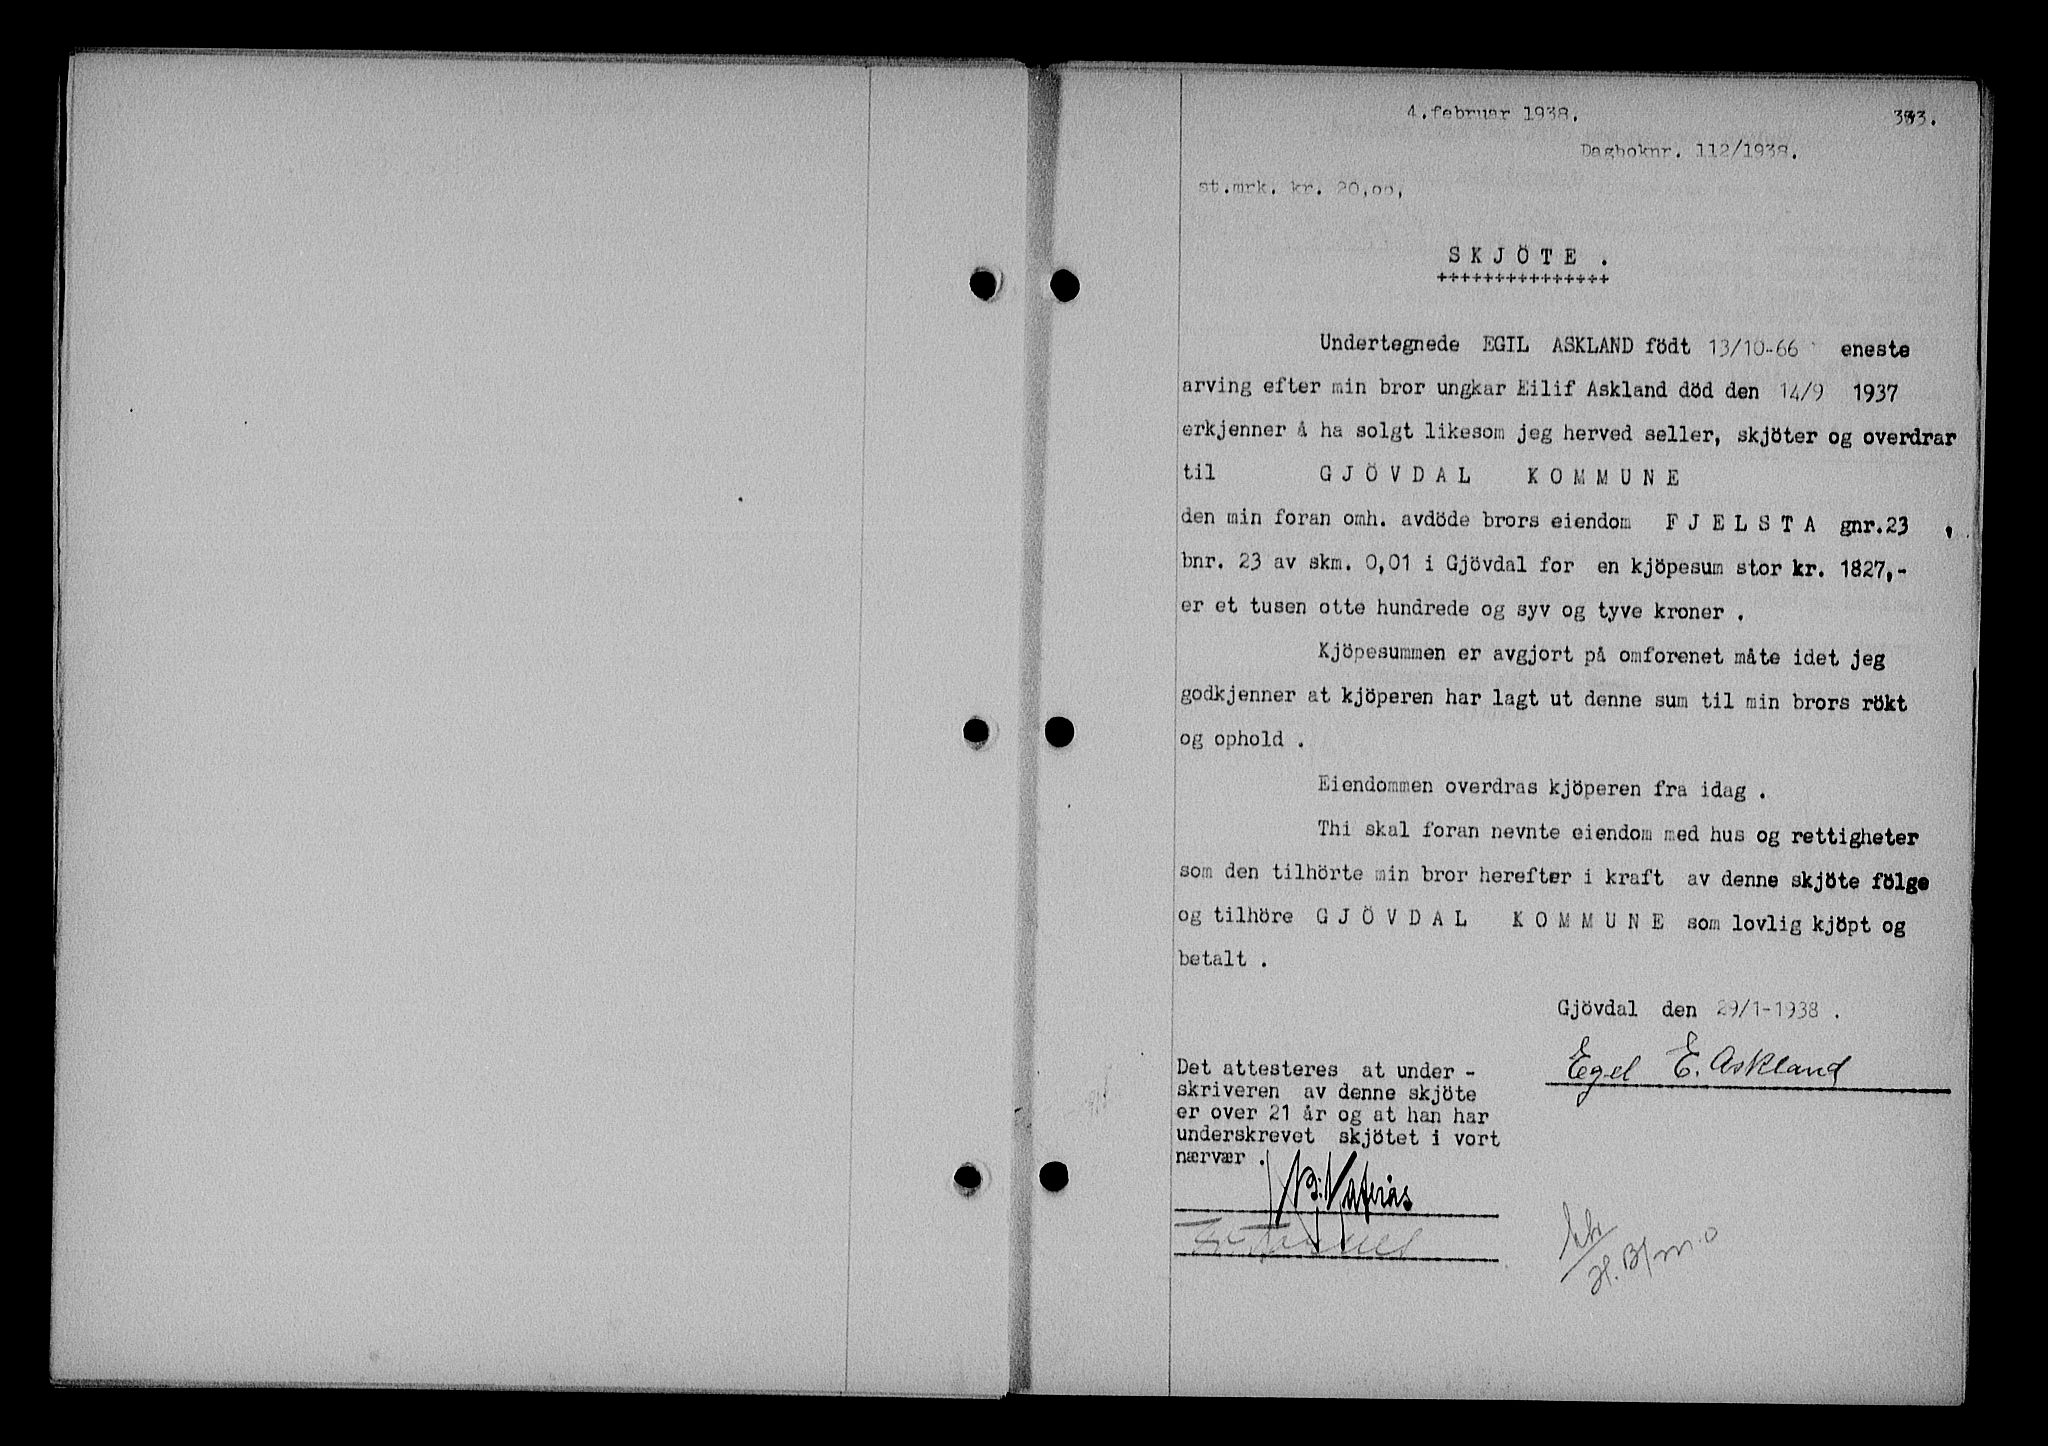 4.februar 1938.
Dagboknr. 112/1938.
st.mrk. kr. 20,oo,
SKJÖTE .
+++++++++++++++
Undertegnede EGIL ASKLAND födt 13/10-66 eneste
arving efter min bror ungkar Eilif Askland död den 14/9 1937
erkjenner å ha solgt likesom jeg herved seller, skjöter og overdrar
til GJÖVDAL KOMMUNE
den min foran omh. avdöde brors eiendom FJELSTA gnr.23 ,
bnr. 23 av skm. 0,01 i Gjövdal for en kjöpesum stor kr. 1827,-
er et tusen otte hundrede og syv og tyve kroner .
Kjöpesummen er avgjort på omforenet måte idet jeg
godkjenner at kjöperen har lagt ut denne sum til min brors rökt
og ophold .
Eiendommen overdras kjöperen fra idag .
Thi skal foran nevnte eiendom med hus og rettigheter
som den tilhörte min bror herefter i kraft av denne skjöte fölge
og tilhöre GJÖVDAL KOMMUNE som lovlig kjöpt og
betalt .
Gjövdal den 29/1-1938 .
Egel E. Askland
Det attesteres at under -
skriveren av denne skjöte
er over 21 år og at han har
underskrevet skjötet i vort
nærvær .